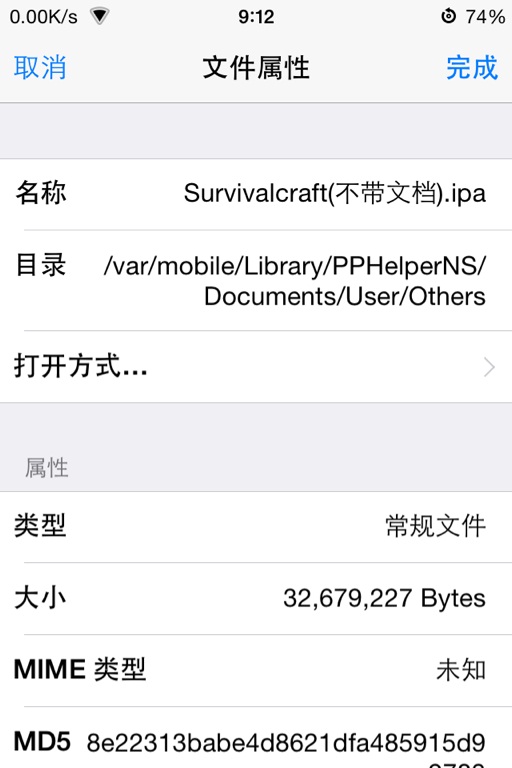 0.00K/s 9:12 74%
取消 文件属性 完成
名称 Survivalcraft(不带文档).ipa
目录 /var/mobile/Library/PPHelperNS/
Documents/User/Others
打开方式...
属性
类型 常规文件
大小 32,679,227 Bytes
MIME 类型 未知
MD5 8e22313babe4d8621dfa485915d9